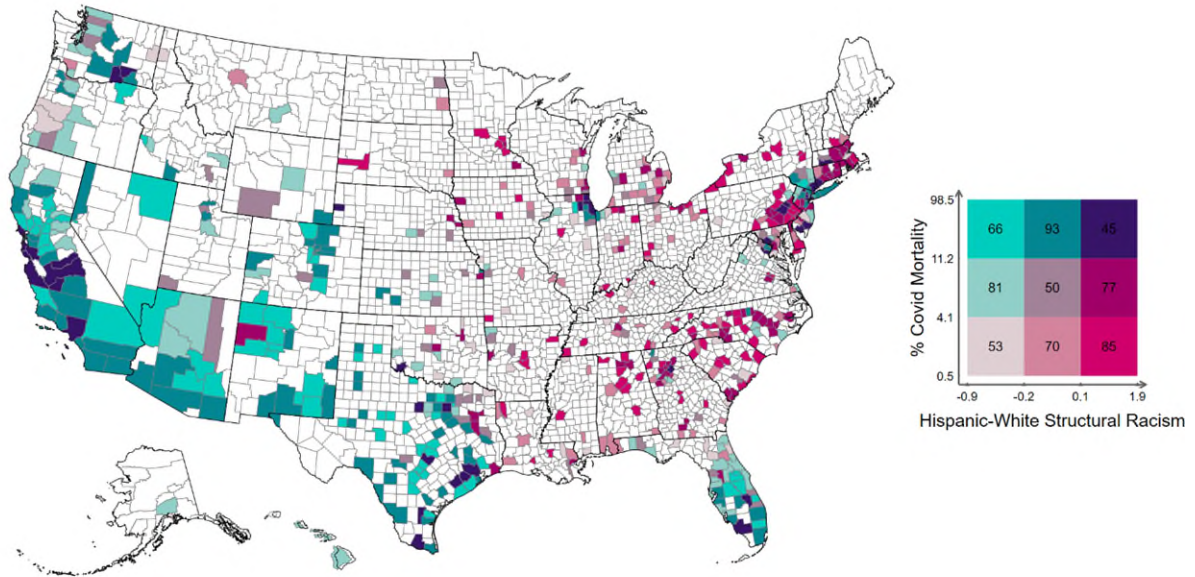 98.5
66 93 45
11.2
81 50 77
4.1
53 70 85
0.5
-0.9 -0.2 0.1 1.9
% Covid Mortality
Hispanic-White Structural Racism